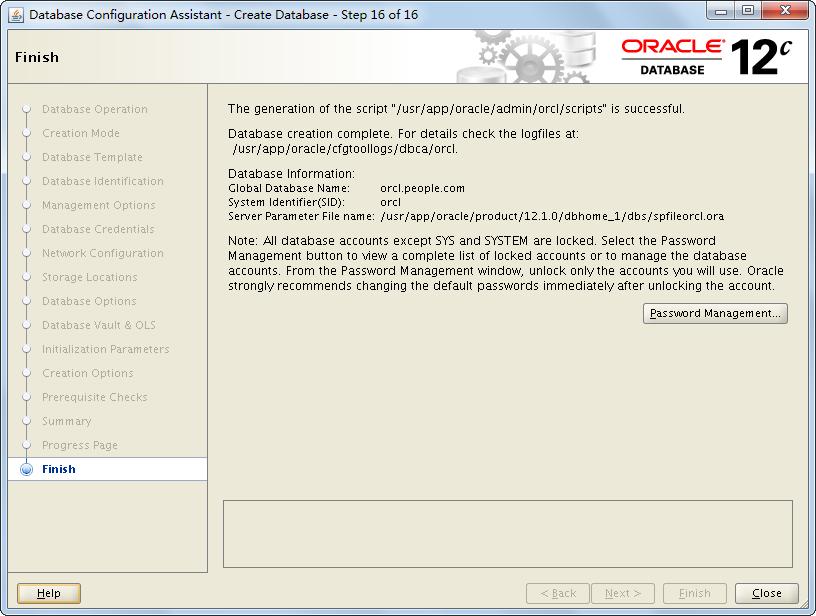 Database Configuration Assistant - Create Database - Step 16 of 16
Finish
ORACLE
DATABASE
12c
Database Operation
Creation Mode
Database Template
Database Identification
Management Options
Database Credentials
Network Configuration
Storage Locations
Database Options
Database Vault & OLS
Initialization Parameters
Creation Options
Prerequisite Checks
Summary
Progress Page
Finish
The generation of the script "/usr/app/oracle/admin/orcl/scripts" is successful.
Database creation complete. For details check the logfiles at:
/usr/app/oracle/cfgtoollogs/dbca/orcl.
Database Information:
Global Database Name: orcl.people.com
System Identifier(SID): orcl
Server Parameter File name: /usr/app/oracle/product/12.1.0/dbhome_1/dbs/spfileorcl.ora
Note: All database accounts except SYS and SYSTEM are locked. Select the Password
Management button to view a complete list of locked accounts or to manage the database
accounts. From the Password Management window, unlock only the accounts you will use. Oracle
strongly recommends changing the default passwords immediately after unlocking the account.
Password Management...
Help
< Back
Next >
Finish
Close